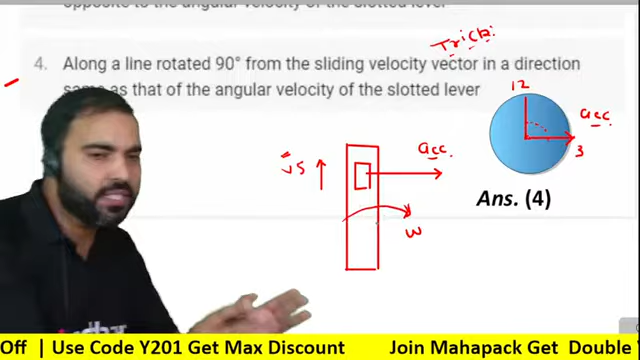 opposite to the angular velocity of the slotted lever
4. Along a line rotated 90° from the sliding velocity vector in a direction
same as that of the angular velocity of the slotted lever
Trick:
12
acc
3
Vs
acc.
w
Ans. (4)
Off | Use Code Y201 Get Max Discount Join Mahapack Get Double